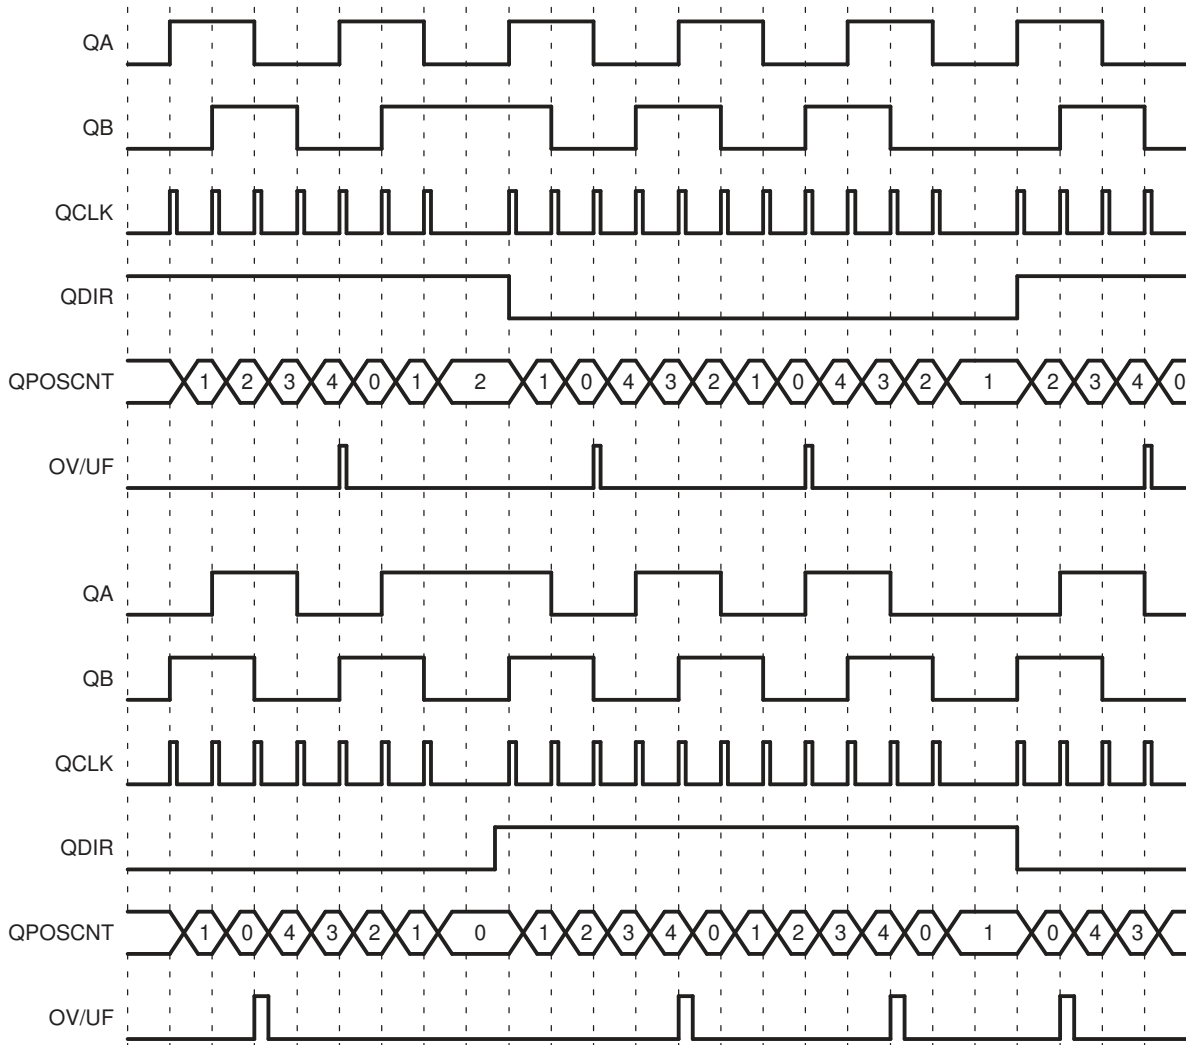 QA
QB
QCLK
QDIR
QPOSCNT 1 2 3 4 0 1 2 1 0 4 3 2 1 0 4 3 2 1 2 3 4 0
OV/UF
QA
QB
QCLK
QDIR
QPOSCNT 1 0 4 3 2 1 0 1 2 3 4 0 1 2 3 4 0 1 0 4 3
OV/UF